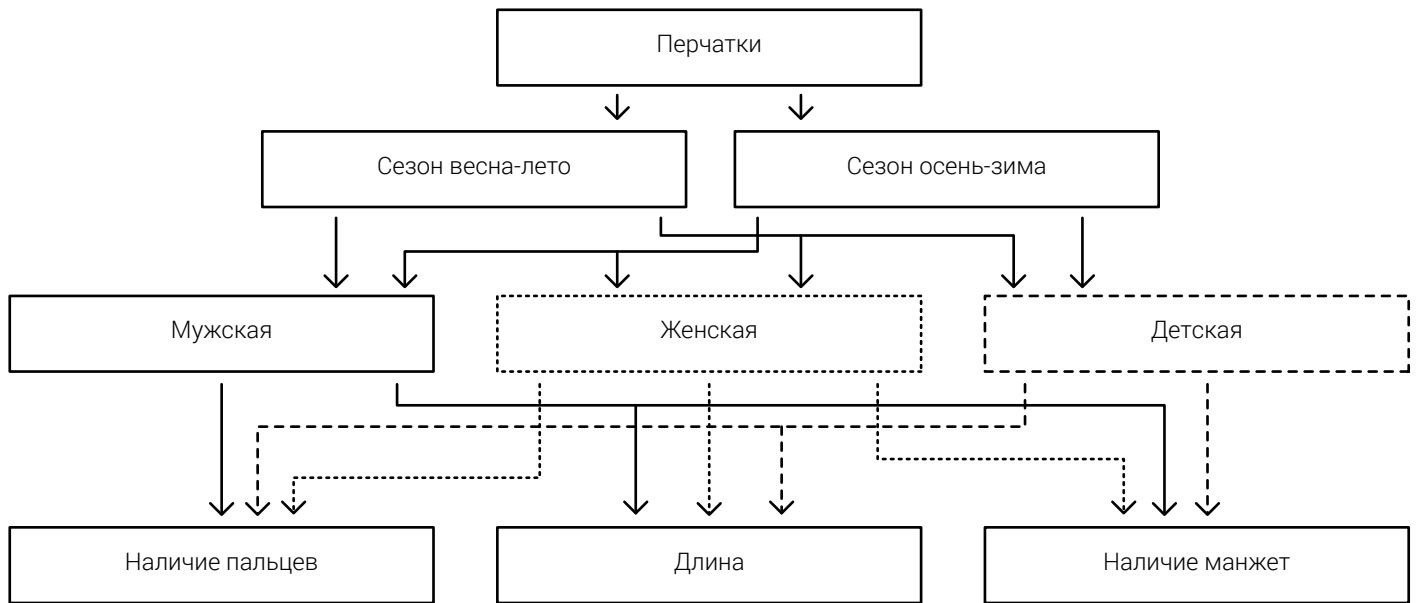 Перчатки
Сезон весна-лето
Сезон осень-зима
Мужская
Женская
Детская
Наличие пальцев
Длина
Наличие манжет